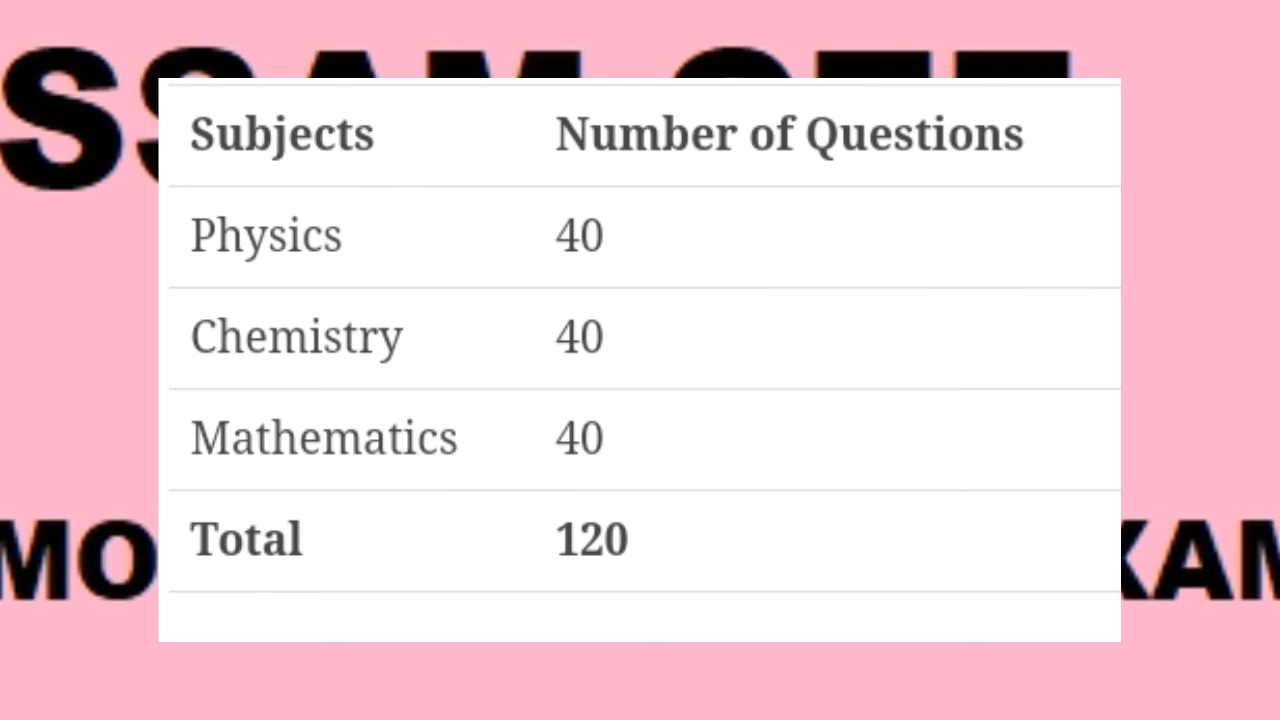 Subjects Number of Questions
Physics 40
Chemistry 40
Mathematics 40
Total 120